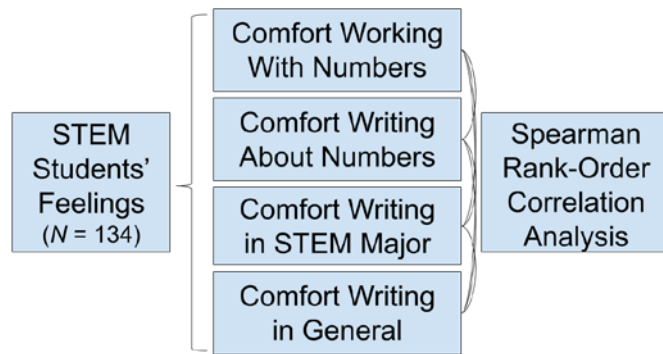 STEM
Students'
Feelings
(N = 134)
Comfort Working
With Numbers
Comfort Writing
About Numbers
Comfort Writing
in STEM Major
Comfort Writing
in General
Spearman
Rank-Order
Correlation
Analysis